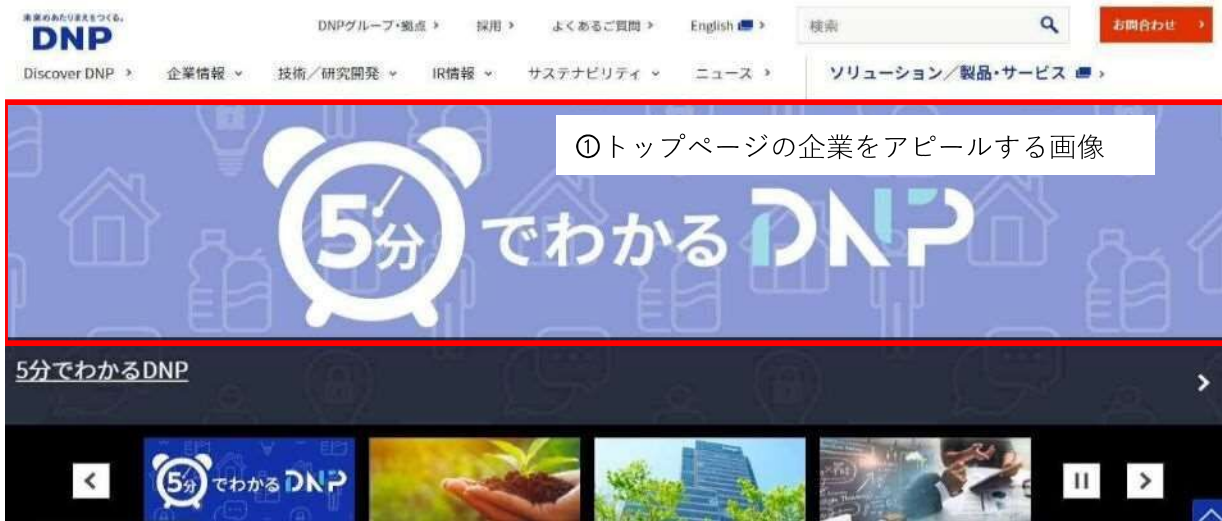 未来のあたりまえをつくる。
DNP
DNPグループ・拠点
採用
よくあるご質問
English
検索
お問合わせ
Discover DNP
企業情報
技術/研究開発
IR情報
サステナビリティ
ニュース
ソリューション/製品・サービス
①トップページの企業をアピールする画像
5分でわかるDNP
5分でわかるDNP
5分でわかるDNP